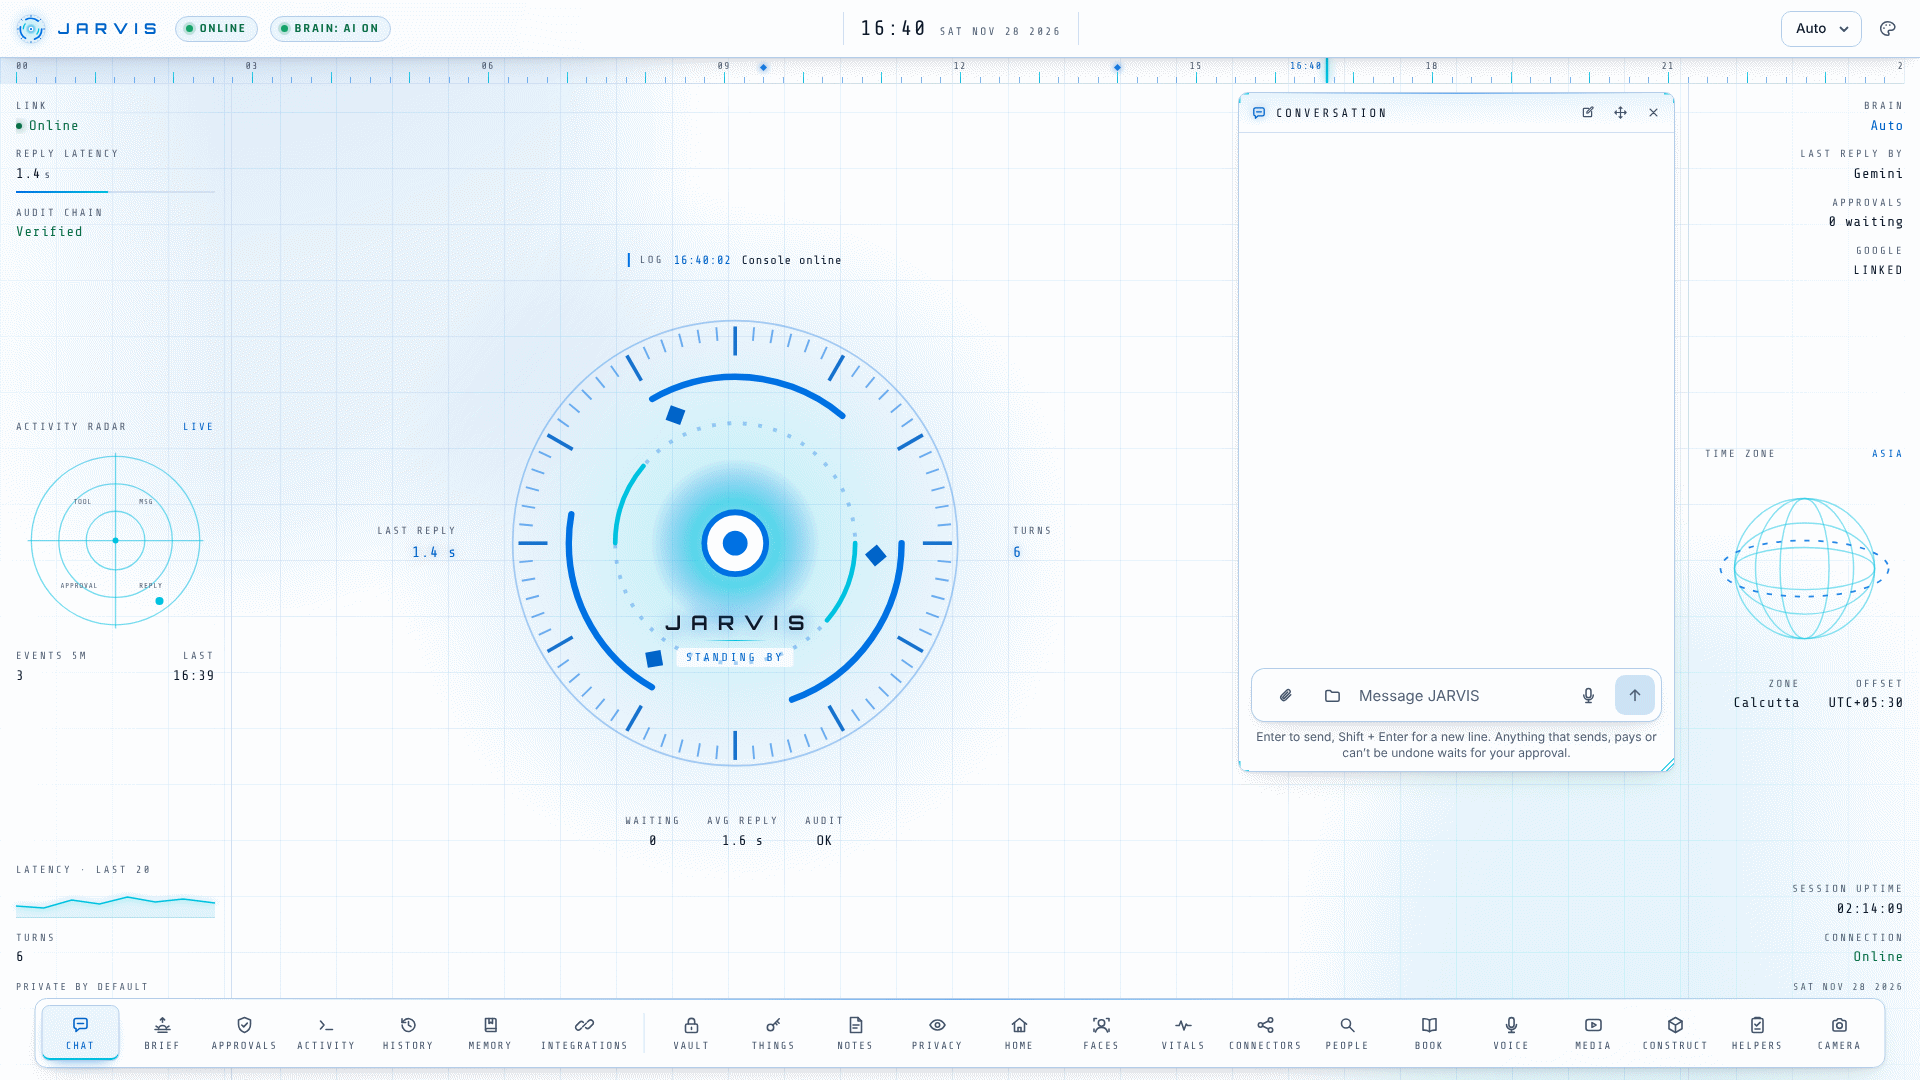 JARVIS
ONLINE
BRAIN: AI ON
16:40 SAT NOV 28 2026
Auto
00 03 06 09 12 15 16:40 18 21 2
LINK
Online
REPLY LATENCY
1.4 s
AUDIT CHAIN
Verified
LOG 16:40:02 Console online
CONVERSATION
BRAIN
Auto
LAST REPLY BY
Gemini
APPROVALS
0 waiting
GOOGLE
LINKED
ACTIVITY RADAR LIVE
TOOL MSG
APPROVAL REPLY
EVENTS 5M LAST
3 16:39
LAST REPLY
1.4 s
JARVIS
STANDING BY
TURNS
6
WAITING AVG REPLY AUDIT
0 1.6 s OK
Message JARVIS
Enter to send, Shift + Enter for a new line. Anything that sends, pays or
can't be undone waits for your approval.
TIME ZONE ASIA
ZONE OFFSET
Calcutta UTC+05:30
LATENCY · LAST 20
TURNS
6
PRIVATE BY DEFAULT
SESSION UPTIME
02:14:09
CONNECTION
Online
SAT NOV 28 2026
CHAT BRIEF APPROVALS ACTIVITY HISTORY MEMORY INTEGRATIONS VAULT THINGS NOTES PRIVACY HOME FACES VITALS CONNECTORS PEOPLE BOOK VOICE MEDIA CONSTRUCT HELPERS CAMERA